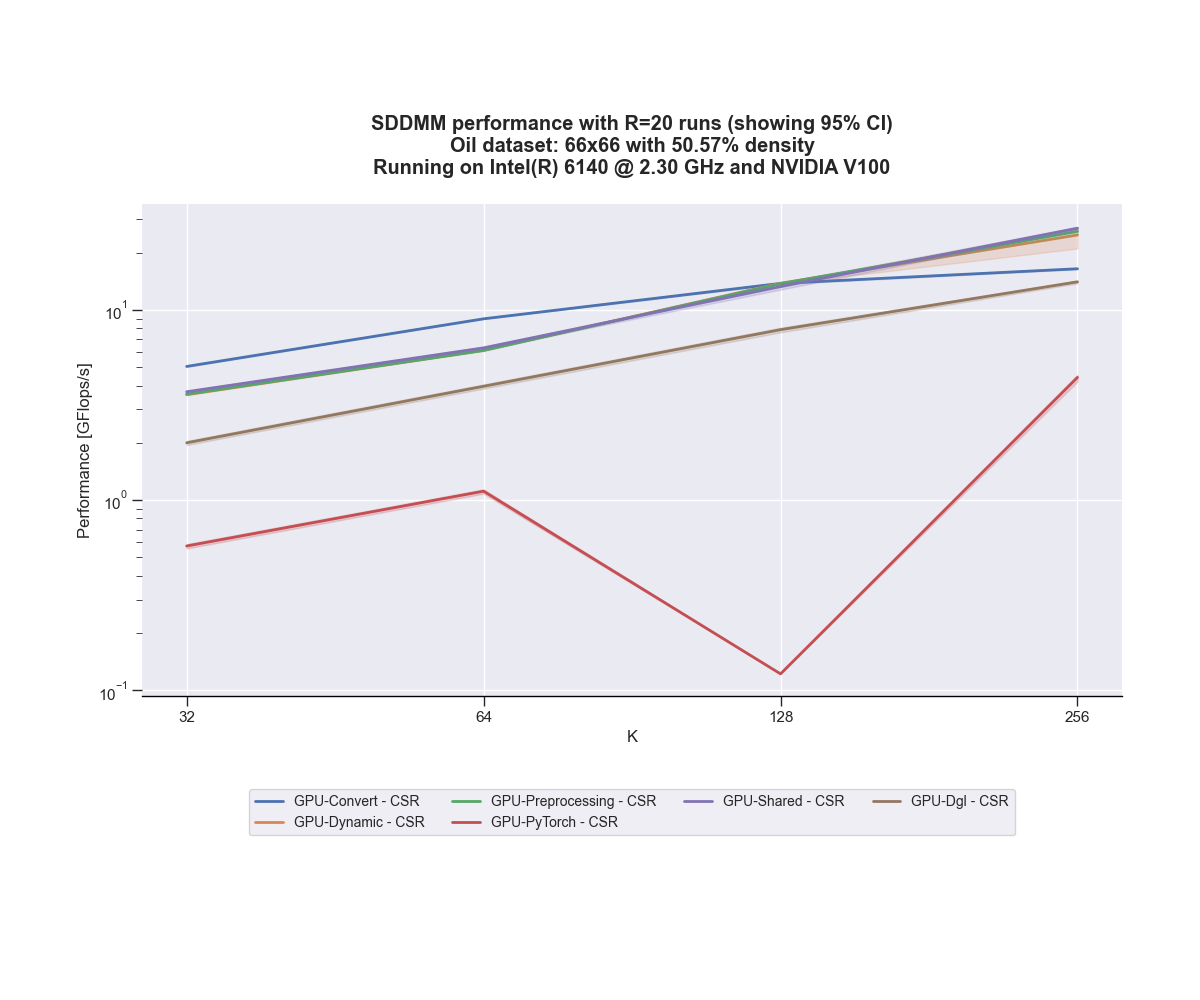 SDDMM performance with R=20 runs (showing 95% CI)
Oil dataset: 66x66 with 50.57% density
Running on Intel(R) 6140 @ 2.30 GHz and NVIDIA V100
Performance [GFlops/s]
10¹
10⁰
10⁻¹
32 64 128 256
K
GPU-Convert - CSR GPU-Preprocessing - CSR GPU-Shared - CSR GPU-Dgl - CSR
GPU-Dynamic - CSR GPU-PyTorch - CSR